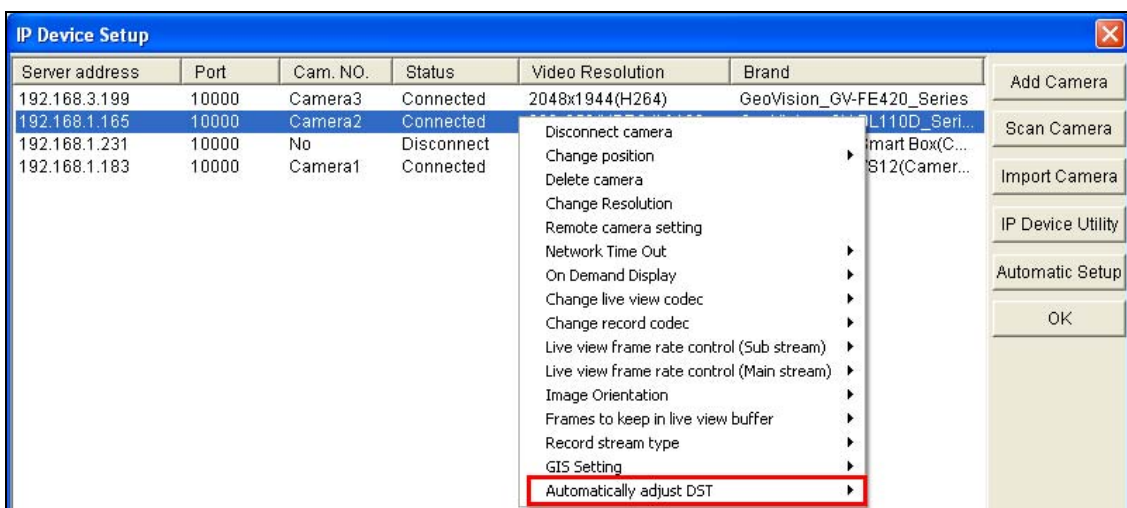 IP Device Setup
Server address Port Cam. NO. Status Video Resolution Brand
192.168.3.199 10000 Camera3 Connected 2048x1944(H264) GeoVision_GV-FE420_Series
192.168.1.165 10000 Camera2 Connected BL110D_Seri...
192.168.1.231 10000 No Disconnect Smart Box(C...
192.168.1.183 10000 Camera1 Connected S12(Camer...
Disconnect camera
Change position
Delete camera
Change Resolution
Remote camera setting
Network Time Out
On Demand Display
Change live view codec
Change record codec
Live view frame rate control (Sub stream)
Live view frame rate control (Main stream)
Image Orientation
Frames to keep in live view buffer
Record stream type
GIS Setting
Automatically adjust DST
Add Camera
Scan Camera
Import Camera
IP Device Utility
Automatic Setup
OK